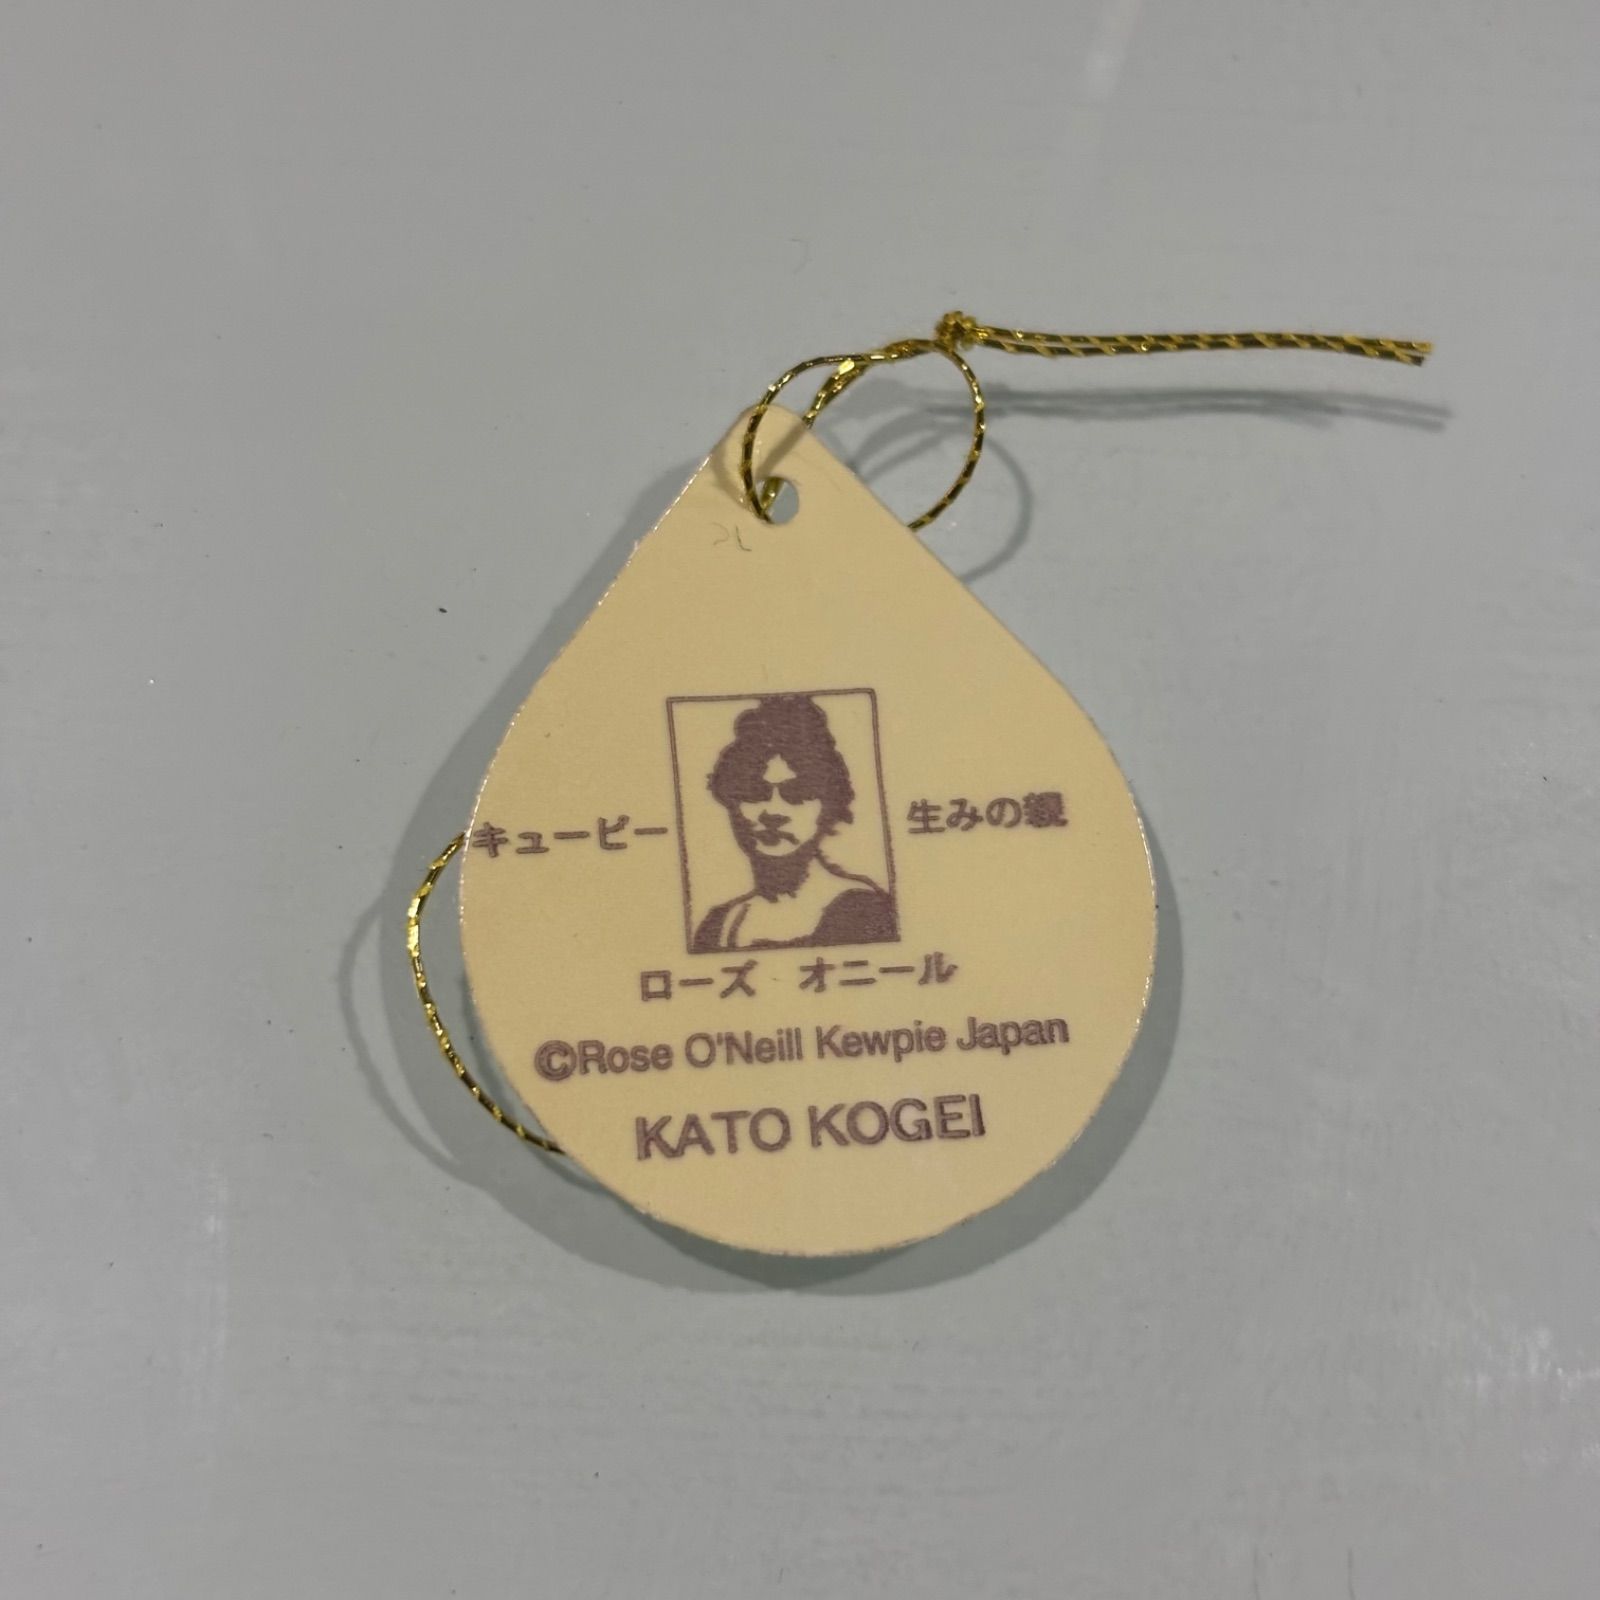 キューピー 生みの親
ローズ オニール
©Rose O'Neill Kewpie Japan
KATO KOGEI